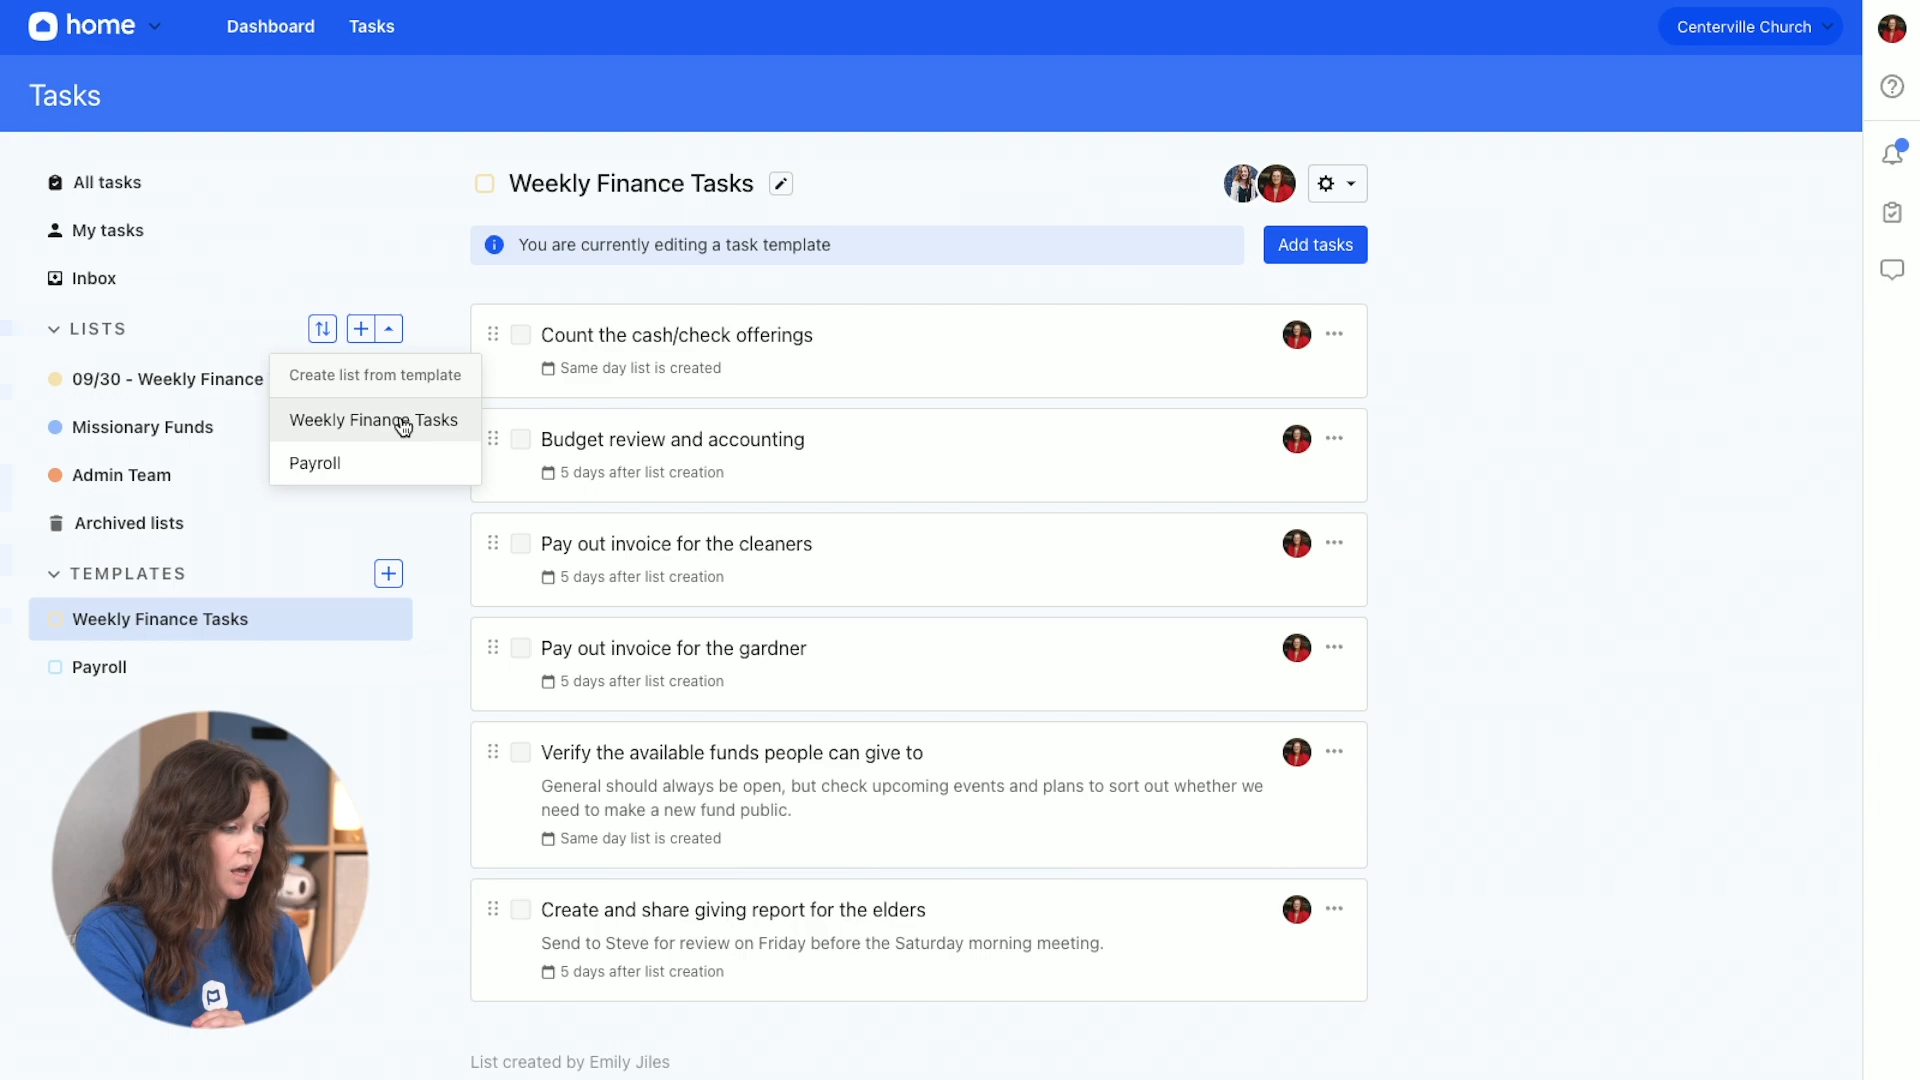 home
Dashboard
Tasks
Centerville Church
Tasks
All tasks
My tasks
Inbox
LISTS
09/30 - Weekly Finance
Missionary Funds
Admin Team
Archived lists
TEMPLATES
Weekly Finance Tasks
Payroll
Create list from template
Weekly Finance Tasks
Payroll
Weekly Finance Tasks
You are currently editing a task template
Add tasks
Count the cash/check offerings
Same day list is created
Budget review and accounting
5 days after list creation
Pay out invoice for the cleaners
5 days after list creation
Pay out invoice for the gardner
5 days after list creation
Verify the available funds people can give to
General should always be open, but check upcoming events and plans to sort out whether we
need to make a new fund public.
Same day list is created
Create and share giving report for the elders
Send to Steve for review on Friday before the Saturday morning meeting.
5 days after list creation
List created by Emily Jiles